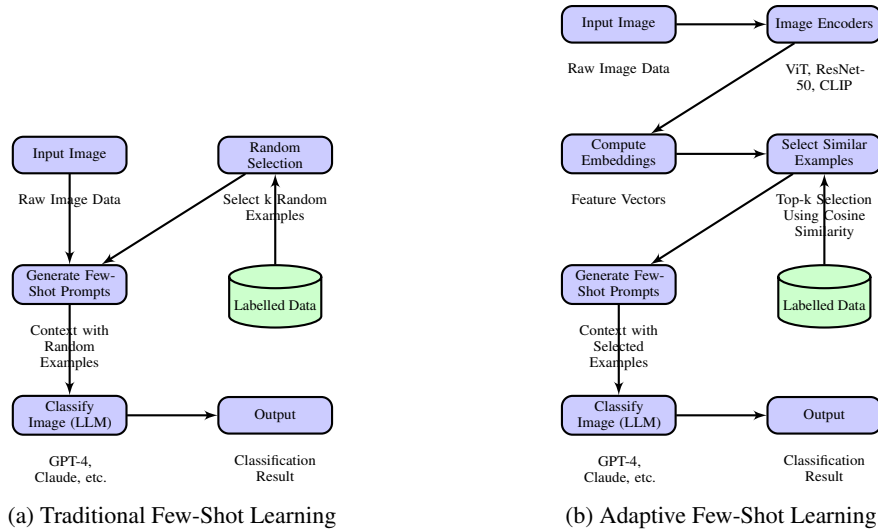 Input Image
Random
Selection
Raw Image Data
Select k Random
Examples
Generate Few-
Shot Prompts
Labelled Data
Context with
Random
Examples
Classify
Image (LLM)
Output
GPT-4,
Claude, etc.
Classification
Result
(a) Traditional Few-Shot Learning
Input Image
Image Encoders
Raw Image Data
ViT, ResNet-
50, CLIP
Compute
Embeddings
Select Similar
Examples
Feature Vectors
Top-k Selection
Using Cosine
Similarity
Generate Few-
Shot Prompts
Labelled Data
Context with
Selected
Examples
Classify
Image (LLM)
Output
GPT-4,
Claude, etc.
Classification
Result
(b) Adaptive Few-Shot Learning